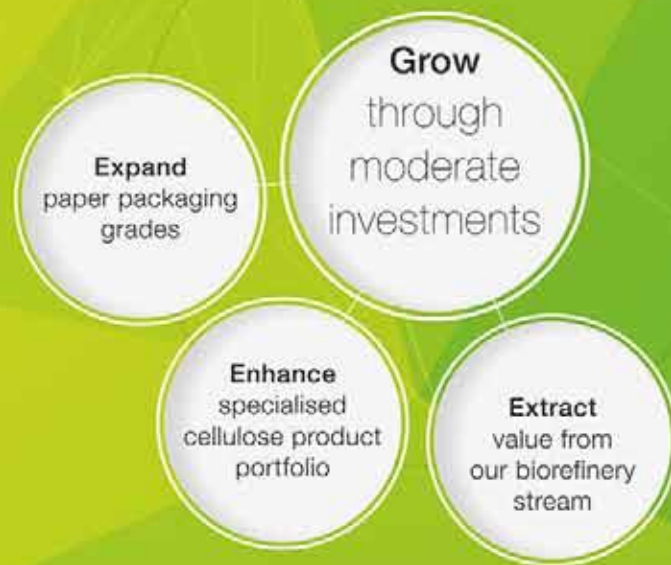 Grow
through
moderate
investments
Expand
paper packaging
grades
Enhance
specialised
cellulose product
portfolio
Extract
value from
our biorefinery
stream